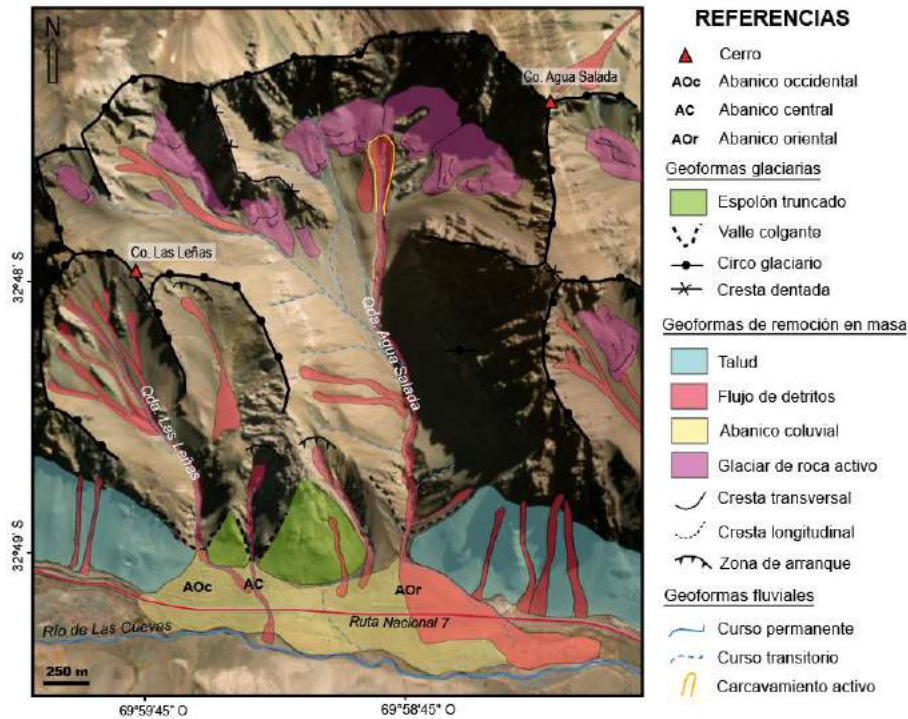 N
Co. Agua Salada
Co. Las Leñas
32°48' S
Qda. Agua Salada
Qda. Las Leñas
32°49' S
AOc
AC
AOr
Ruta Nacional 7
Río de Las Cuevas
250 m
69°59'45" O
69°58'45" O
REFERENCIAS
Cerro
AOc Abanico occidental
AC Abanico central
AOr Abanico oriental
Geoformas glaciarias
Espolón truncado
Valle colgante
Circo glaciario
Cresta dentada
Geoformas de remoción en masa
Talud
Flujo de detritos
Abanico coluvial
Glaciar de roca activo
Cresta transversal
Cresta longitudinal
Zona de arranque
Geoformas fluviales
Curso permanente
Curso transitorio
Carcavamiento activo